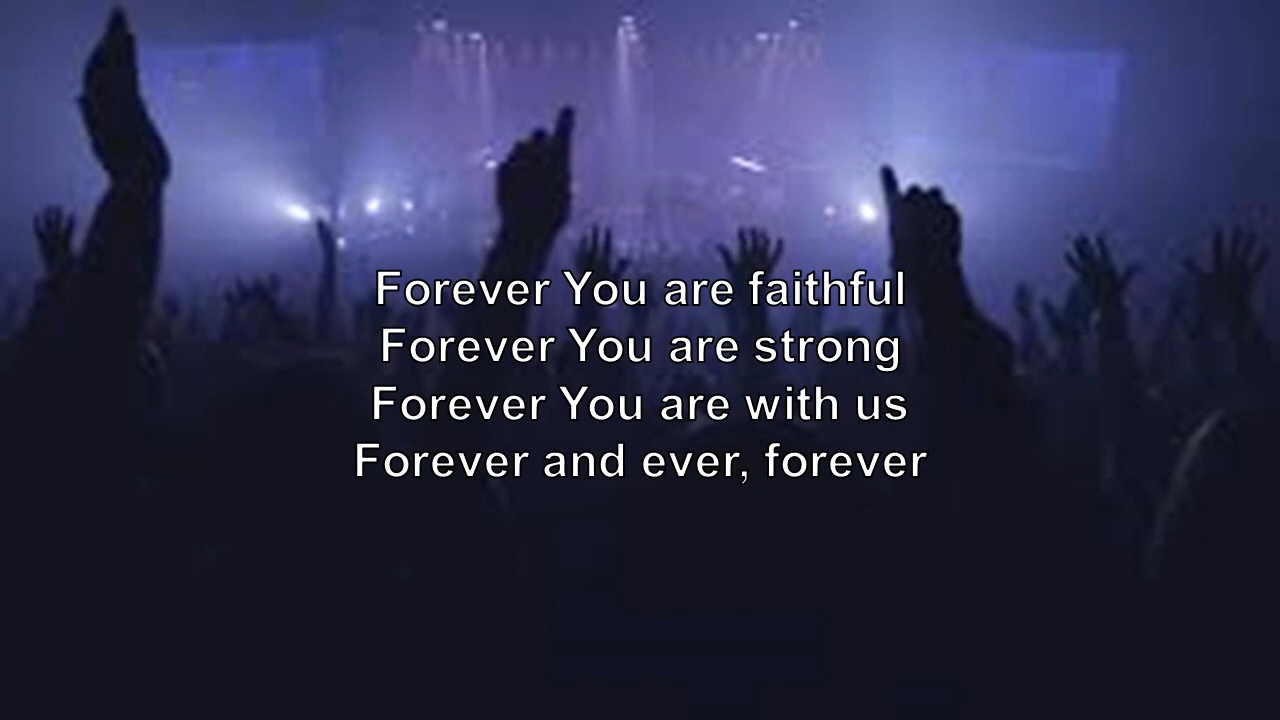 Forever You are faithful
Forever You are strong
Forever You are with us
Forever and ever, forever